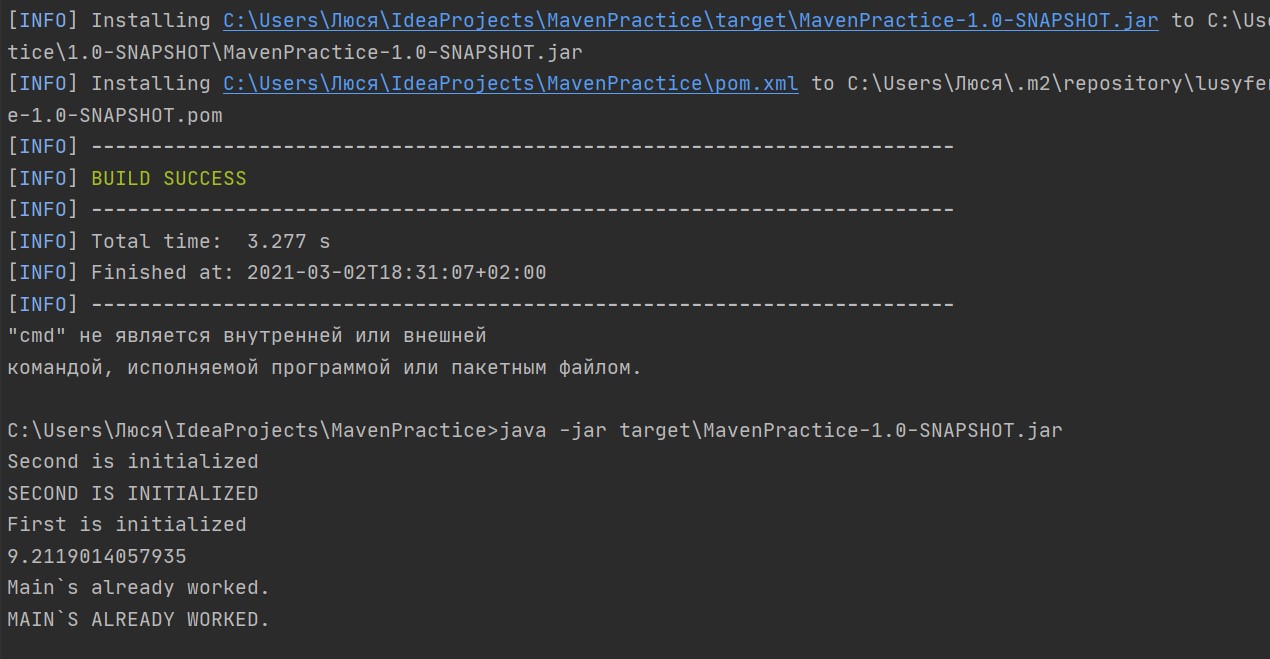 [INFO] Installing C:\Users\Люся\IdeaProjects\MavenPractice\target\MavenPractice-1.0-SNAPSHOT.jar to C:\Us
tice\1.0-SNAPSHOT\MavenPractice-1.0-SNAPSHOT.jar
[INFO] Installing C:\Users\Люся\IdeaProjects\MavenPractice\pom.xml to C:\Users\Люся\.m2\repository\lusyfe
e-1.0-SNAPSHOT.pom
[INFO] ------------------------------------------------------------------------
[INFO] BUILD SUCCESS
[INFO] ------------------------------------------------------------------------
[INFO] Total time:  3.277 s
[INFO] Finished at: 2021-03-02T18:31:07+02:00
[INFO] ------------------------------------------------------------------------
"cmd" не является внутренней или внешней
командой, исполняемой программой или пакетным файлом.
C:\Users\Люся\IdeaProjects\MavenPractice>java -jar target\MavenPractice-1.0-SNAPSHOT.jar
Second is initialized
SECOND IS INITIALIZED
First is initialized
9.2119014057935
Main`s already worked.
MAIN`S ALREADY WORKED.